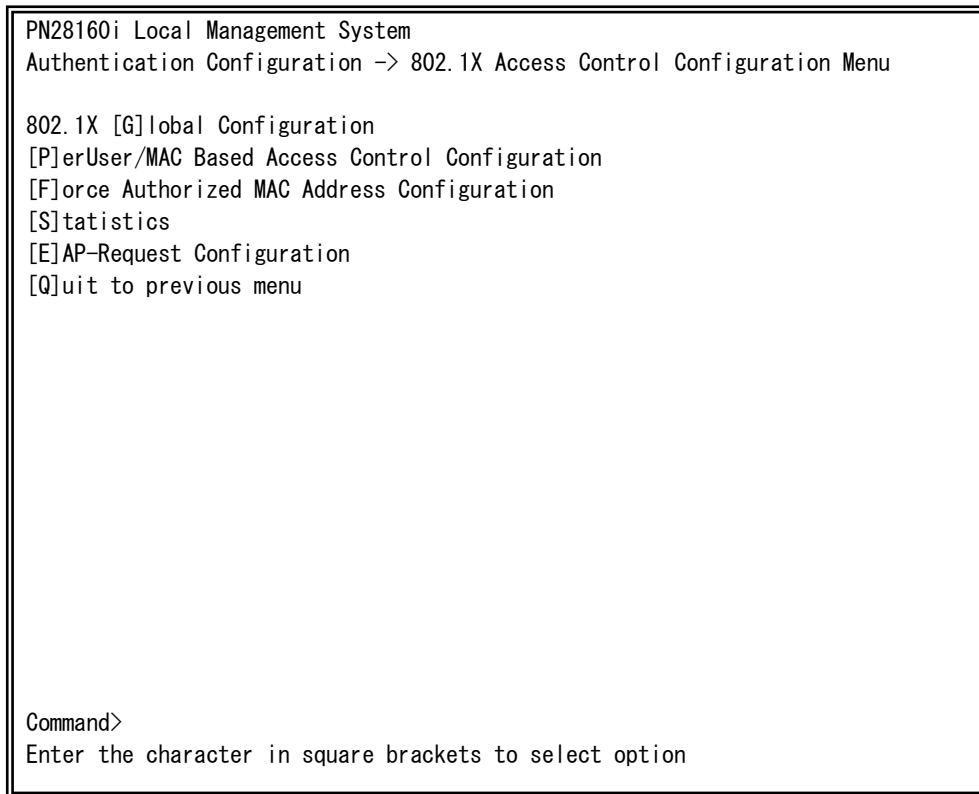 PN28160i Local Management System
Authentication Configuration -> 802.1X Access Control Configuration Menu
802.1X [G]lobal Configuration
[P]erUser/MAC Based Access Control Configuration
[F]orce Authorized MAC Address Configuration
[S]tatistics
[E]AP-Request Configuration
[Q]uit to previous menu
Command>
Enter the character in square brackets to select option